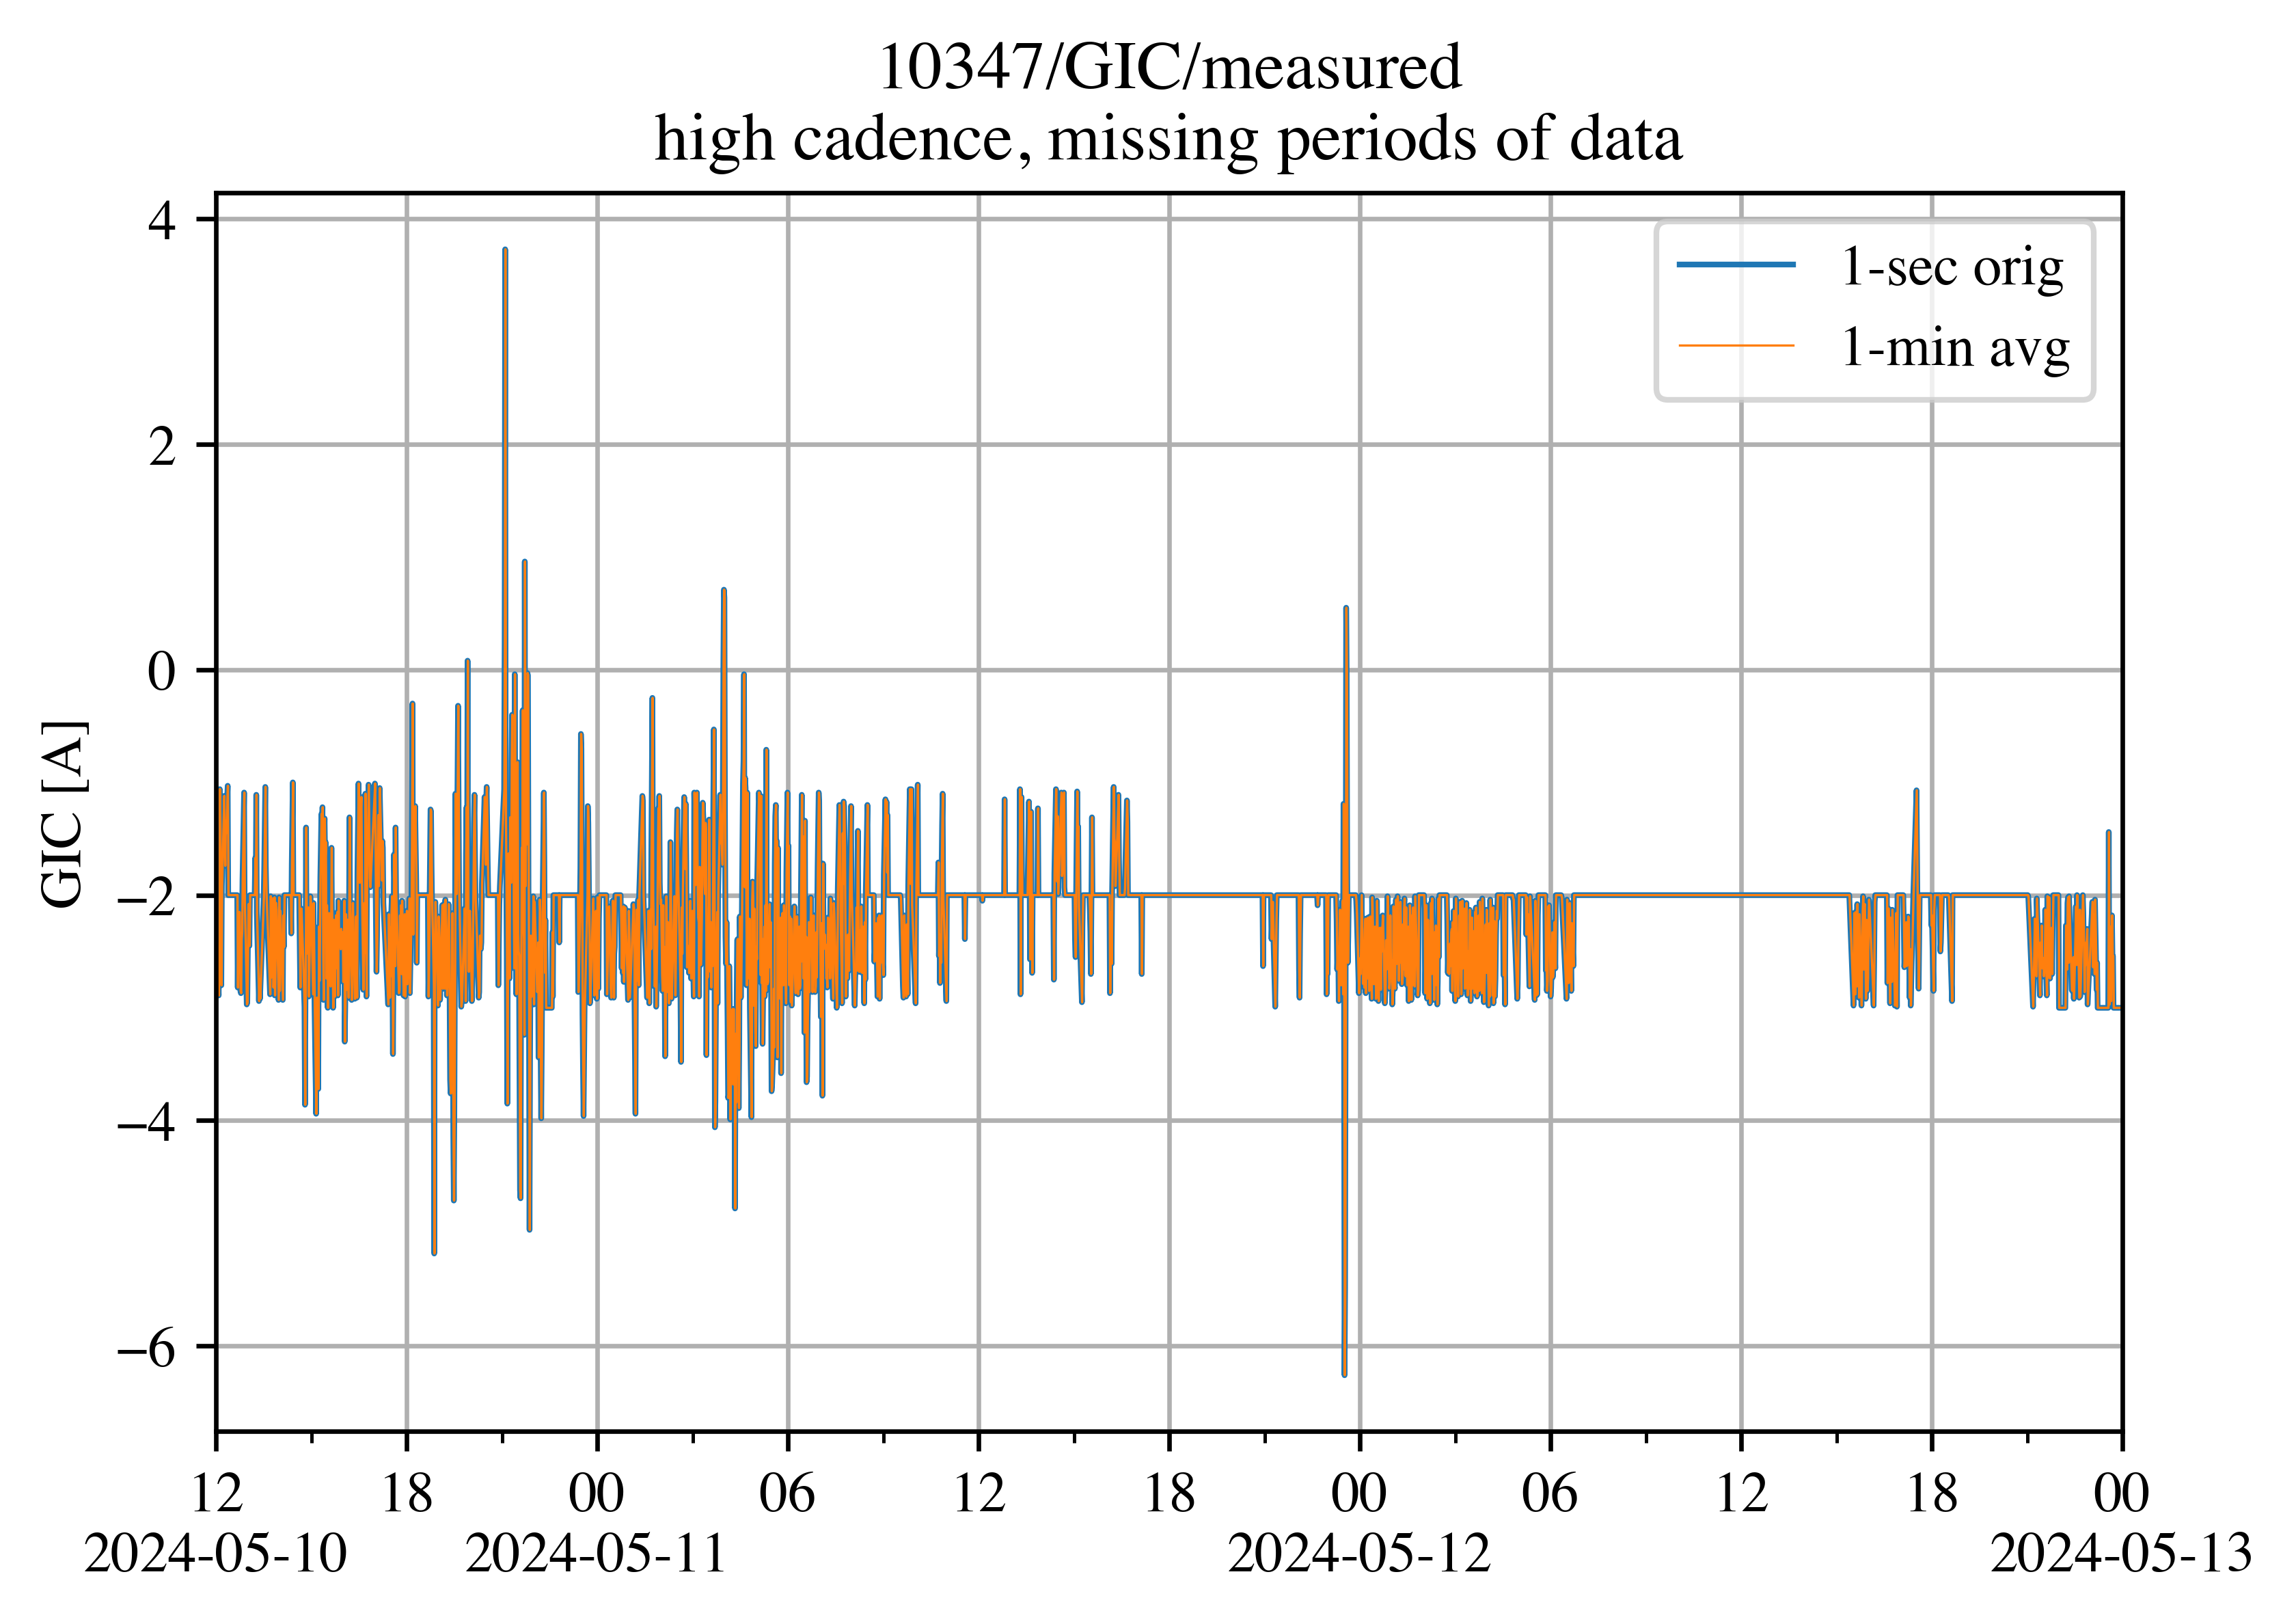 10347/GIC/measured
high cadence, missing periods of data
1-sec orig
1-min avg
4
2
0
−2
−4
−6
GIC [A]
12 18 00 06 12 18 00 06 12 18 00
2024-05-10 2024-05-11 2024-05-12 2024-05-13